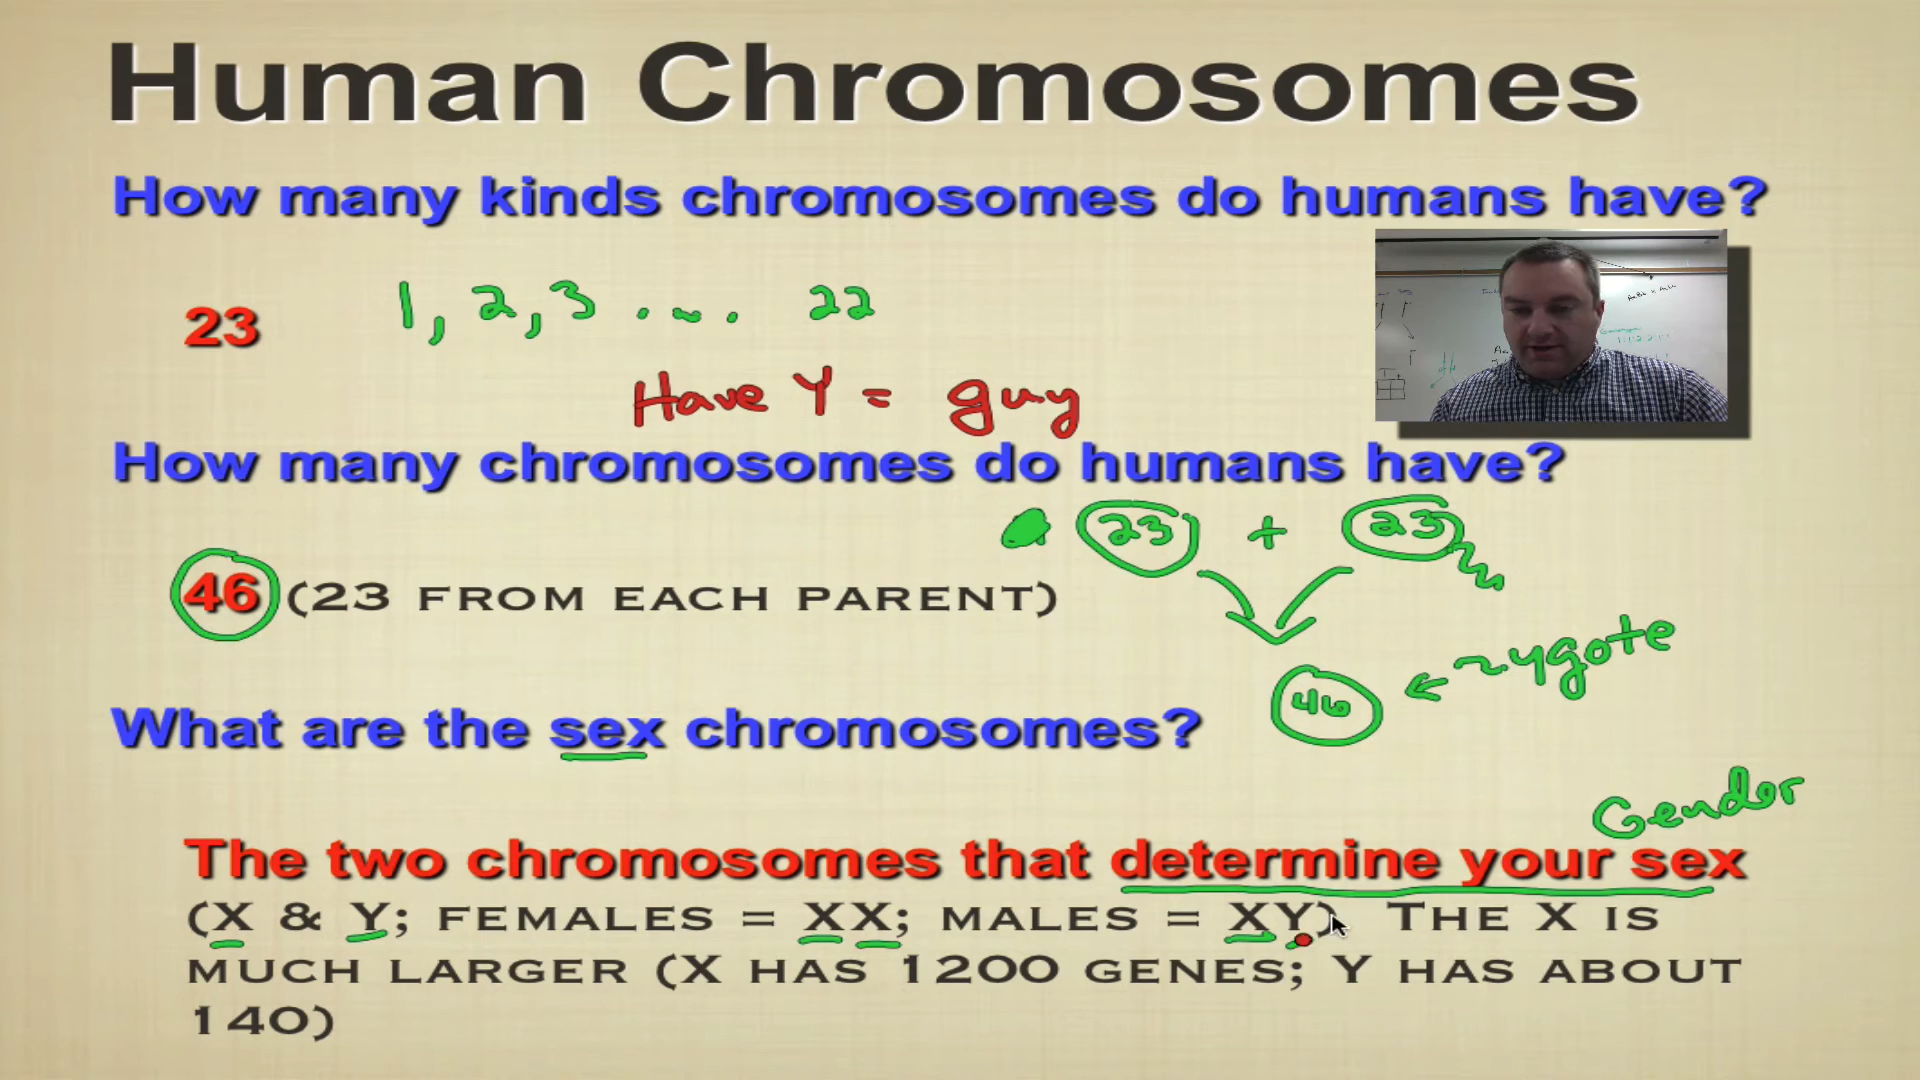 Human Chromosomes
How many kinds chromosomes do humans have?
23
1, 2, 3 .... 22
Have Y = guy
How many chromosomes do humans have?
23 + 23
46 (23 FROM EACH PARENT)
46 ← zygote
What are the sex chromosomes?
Gender
The two chromosomes that determine your sex
(X & Y; FEMALES = XX; MALES = XY) THE X IS
MUCH LARGER (X HAS 1200 GENES; Y HAS ABOUT
140)